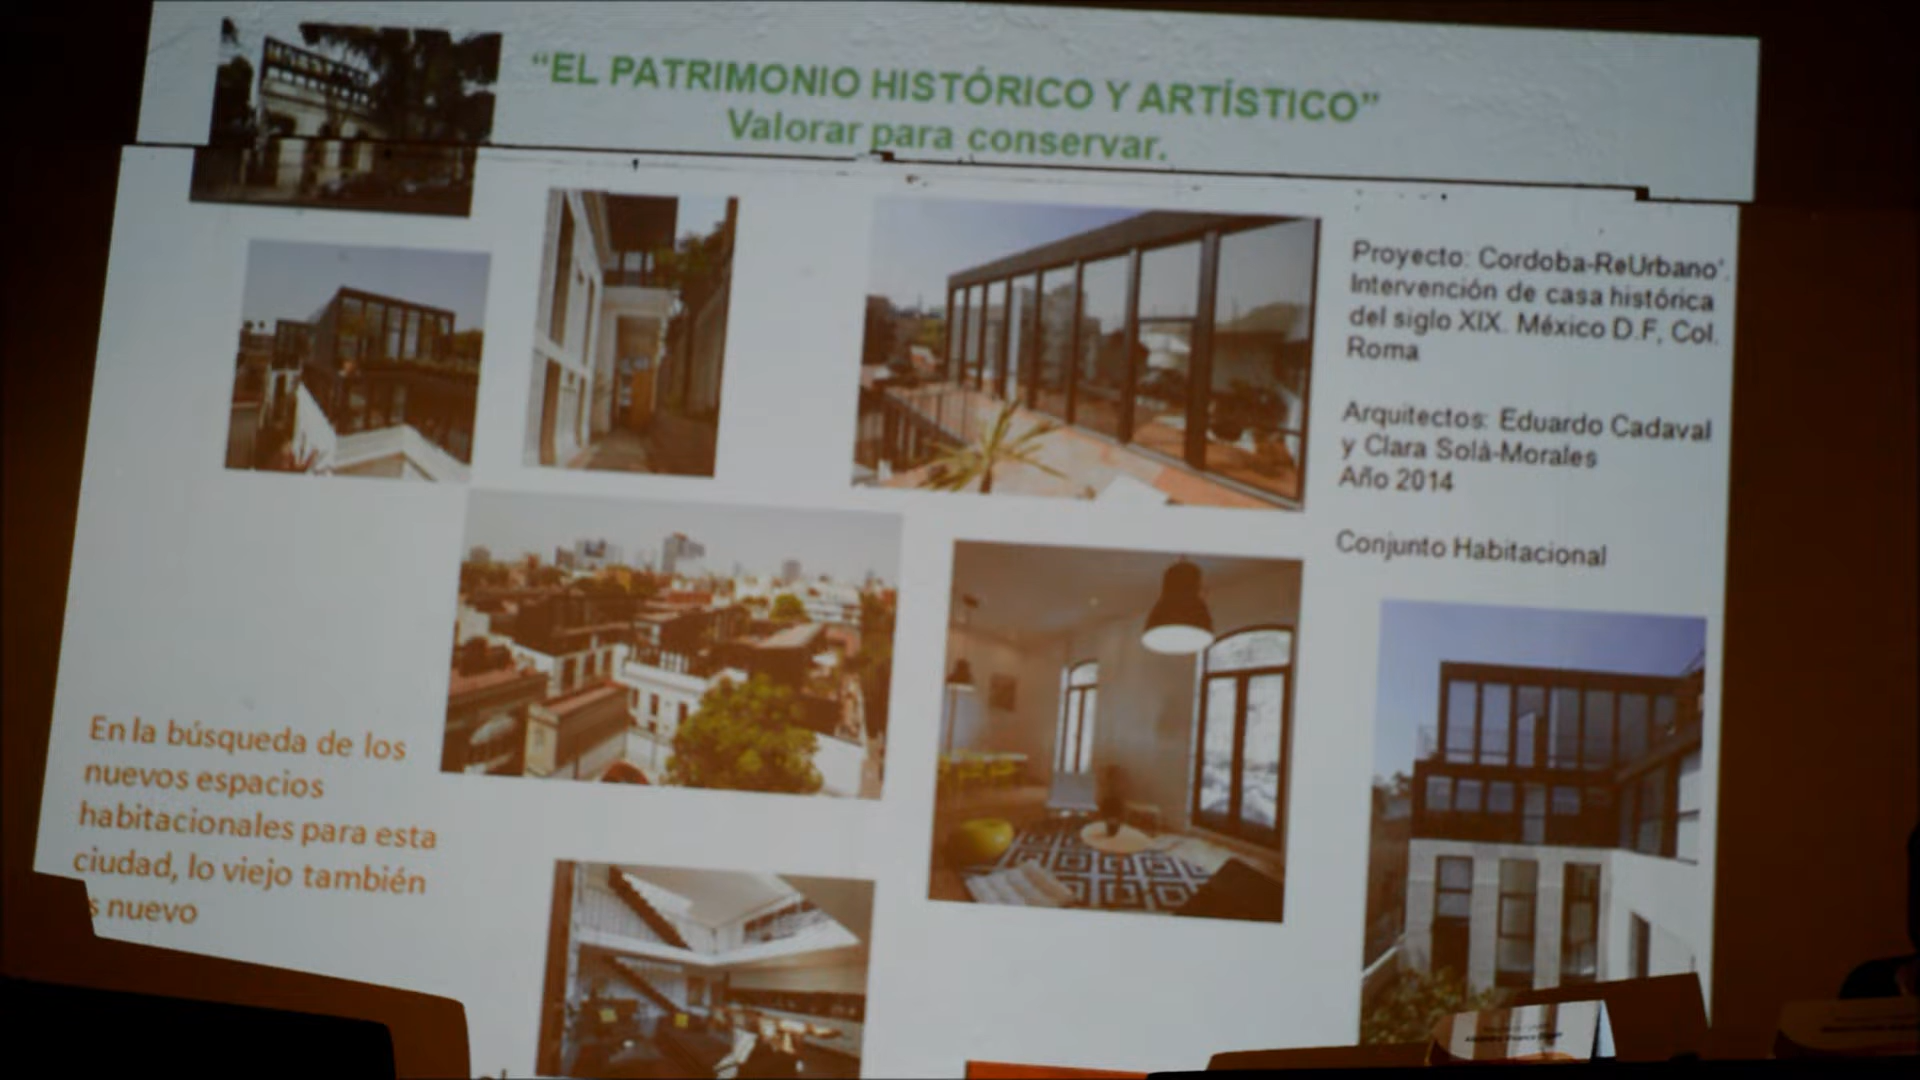 “EL PATRIMONIO HISTÓRICO Y ARTÍSTICO”
Valorar para conservar.
Proyecto: Cordoba-ReUrbano'.
Intervención de casa histórica
del siglo XIX. México D.F, Col.
Roma
Arquitectos: Eduardo Cadaval
y Clara Solà-Morales
Año 2014
Conjunto Habitacional
En la búsqueda de los
nuevos espacios
habitacionales para esta
ciudad, lo viejo también
s nuevo